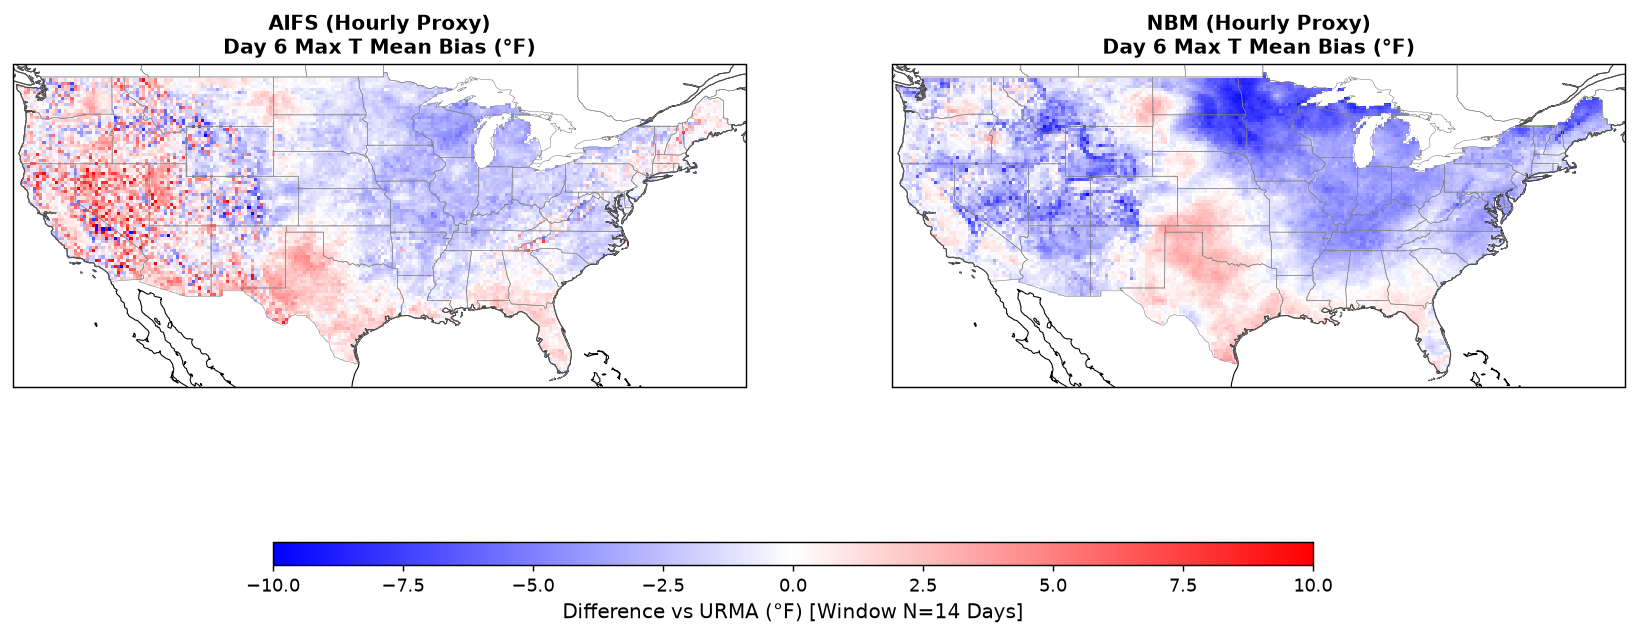 AIFS (Hourly Proxy)
Day 6 Max T Mean Bias (°F)
NBM (Hourly Proxy)
Day 6 Max T Mean Bias (°F)
−10.0 −7.5 −5.0 −2.5 0.0 2.5 5.0 7.5 10.0
Difference vs URMA (°F) [Window N=14 Days]